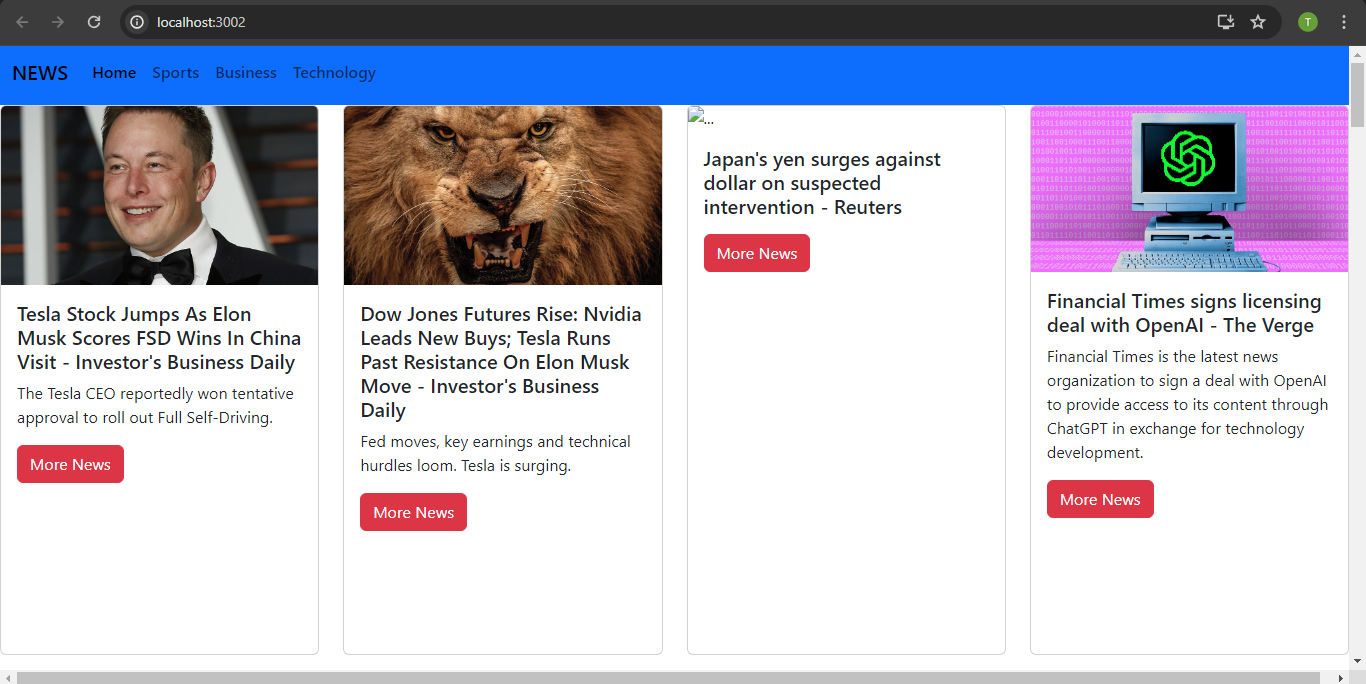 localhost:3002
T
NEWS Home Sports Business Technology
...
Tesla Stock Jumps As Elon
Musk Scores FSD Wins In China
Visit - Investor's Business Daily
The Tesla CEO reportedly won tentative
approval to roll out Full Self-Driving.
More News
Dow Jones Futures Rise: Nvidia
Leads New Buys; Tesla Runs
Past Resistance On Elon Musk
Move - Investor's Business
Daily
Fed moves, key earnings and technical
hurdles loom. Tesla is surging.
More News
Japan's yen surges against
dollar on suspected
intervention - Reuters
More News
Financial Times signs licensing
deal with OpenAI - The Verge
Financial Times is the latest news
organization to sign a deal with OpenAI
to provide access to its content through
ChatGPT in exchange for technology
development.
More News